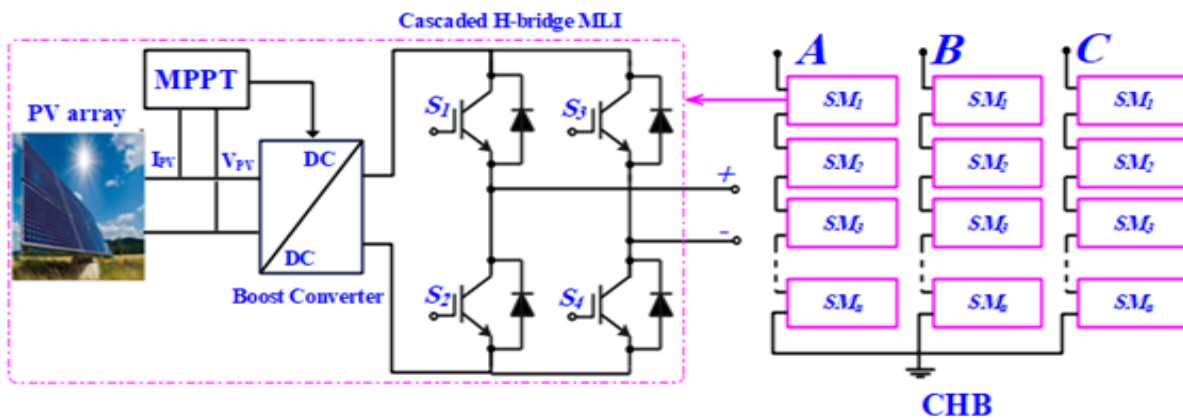 Cascaded H-bridge MLI
MPPT
PV array
IPV
VPV
DC
DC
Boost Converter
S1
S3
S2
S4
+
-
A
B
C
SM1
SM1
SM1
SM2
SM2
SM2
SM3
SM3
SM3
SMn
SMn
SMn
CHB